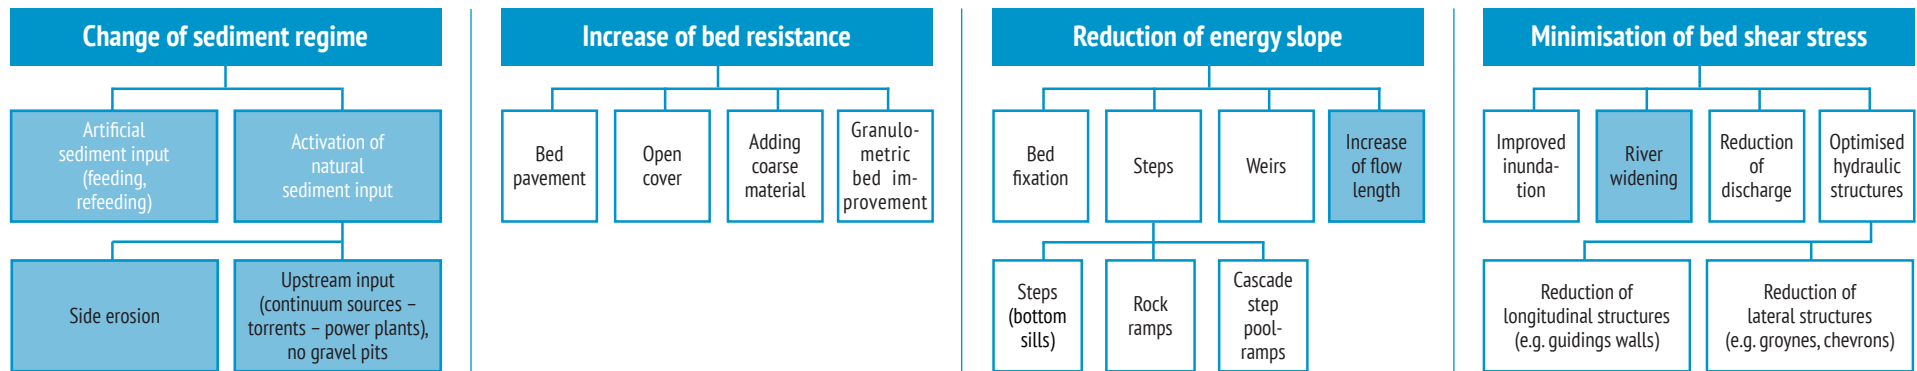 Change of sediment regime
Artificial
sediment input
(feeding,
refeeding)
Activation of
natural
sediment input
Side erosion
Upstream input
(continuum sources –
torrents – power plants),
no gravel pits
Increase of bed resistance
Bed
pavement
Open
cover
Adding
coarse
material
Granulo-
metric
bed im-
provement
Reduction of energy slope
Bed
fixation
Steps
Weirs
Increase
of flow
length
Steps
(bottom
sills)
Rock
ramps
Cascade
step
pool-
ramps
Minimisation of bed shear stress
Improved
inunda-
tion
River
widening
Reduction
of
discharge
Optimised
hydraulic
structures
Reduction of
longitudinal structures
(e.g. guidings walls)
Reduction of
lateral structures
(e.g. groynes, chevrons)